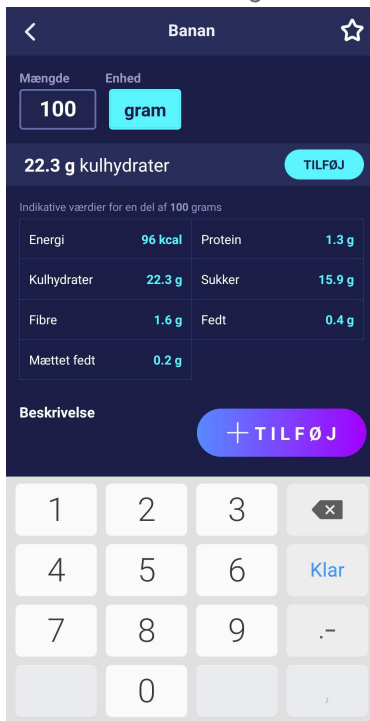 Banan
Mængde Enhed
100 gram
22.3 g kulhydrater TILFØJ
Indikative værdier for en del af 100 grams
Energi 96 kcal Protein 1.3 g
Kulhydrater 22.3 g Sukker 15.9 g
Fibre 1.6 g Fedt 0.4 g
Mættet fedt 0.2 g
Beskrivelse
+ TILFØJ
1 2 3
4 5 6 Klar
7 8 9 .-
0 ,